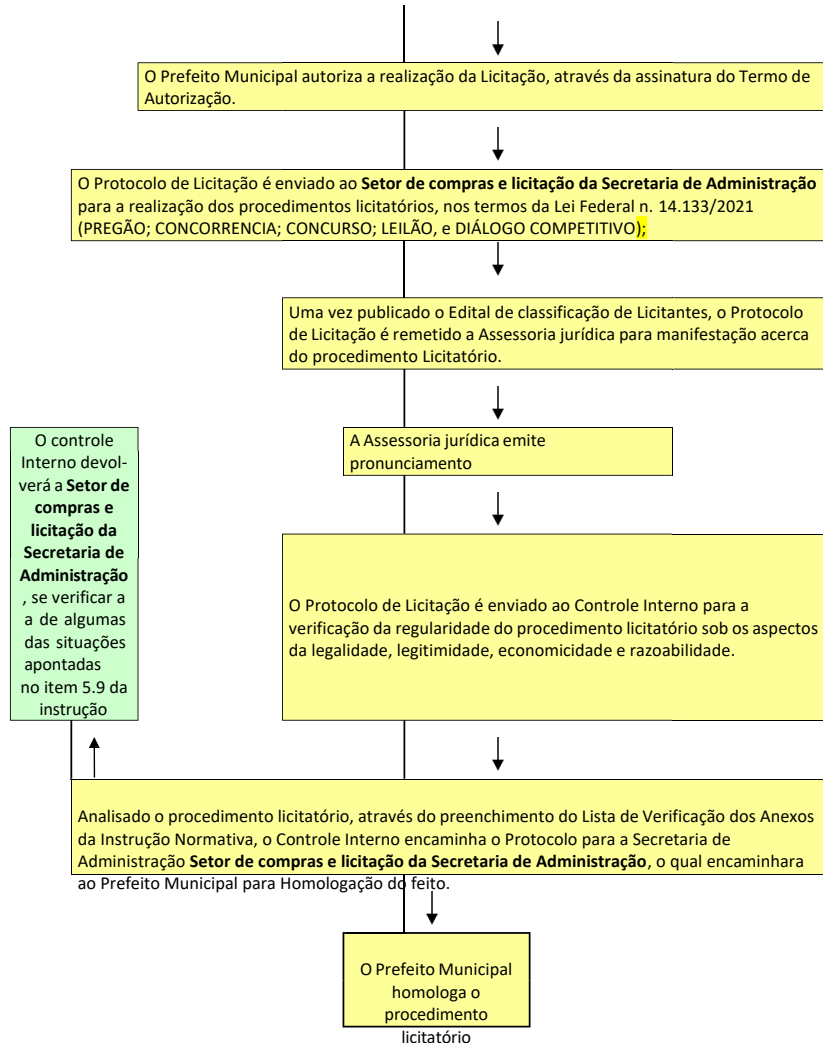 O Prefeito Municipal autoriza a realização da Licitação, através da assinatura do Termo de
Autorização.
O Protocolo de Licitação é enviado ao Setor de compras e licitação da Secretaria de Administração
para a realização dos procedimentos licitatórios, nos termos da Lei Federal n. 14.133/2021
(PREGÃO; CONCORRENCIA; CONCURSO; LEILÃO, e DIÁLOGO COMPETITIVO);
Uma vez publicado o Edital de classificação de Licitantes, o Protocolo
de Licitação é remetido a Assessoria jurídica para manifestação acerca
do procedimento Licitatório.
A Assessoria jurídica emite
pronunciamento
O controle
Interno devol-
verá a Setor de
compras e
licitação da
Secretaria de
Administração
, se verificar a
a de algumas
das situações
apontadas
no item 5.9 da
instrução
O Protocolo de Licitação é enviado ao Controle Interno para a
verificação da regularidade do procedimento licitatório sob os aspectos
da legalidade, legitimidade, economicidade e razoabilidade.
Analisado o procedimento licitatório, através do preenchimento do Lista de Verificação dos Anexos
da Instrução Normativa, o Controle Interno encaminha o Protocolo para a Secretaria de
Administração Setor de compras e licitação da Secretaria de Administração, o qual encaminhara
ao Prefeito Municipal para Homologação do feito.
O Prefeito Municipal
homologa o
procedimento
licitatório